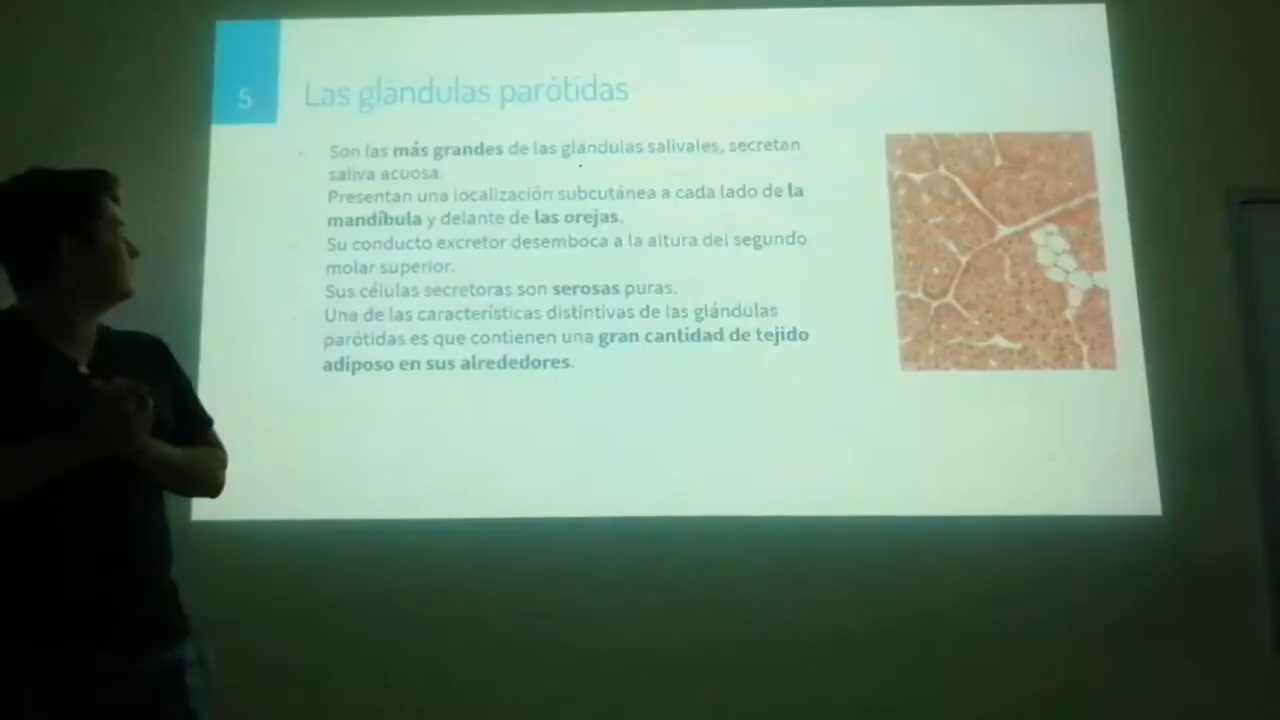 5
Las glándulas parótidas
Son las más grandes de las glándulas salivales, secretan
saliva acuosa.
Presentan una localización subcutánea a cada lado de la
mandíbula y delante de las orejas.
Su conducto excretor desemboca a la altura del segundo
molar superior.
Sus células secretoras son serosas puras.
Una de las características distintivas de las glándulas
parótidas es que contienen una gran cantidad de tejido
adiposo en sus alrededores.